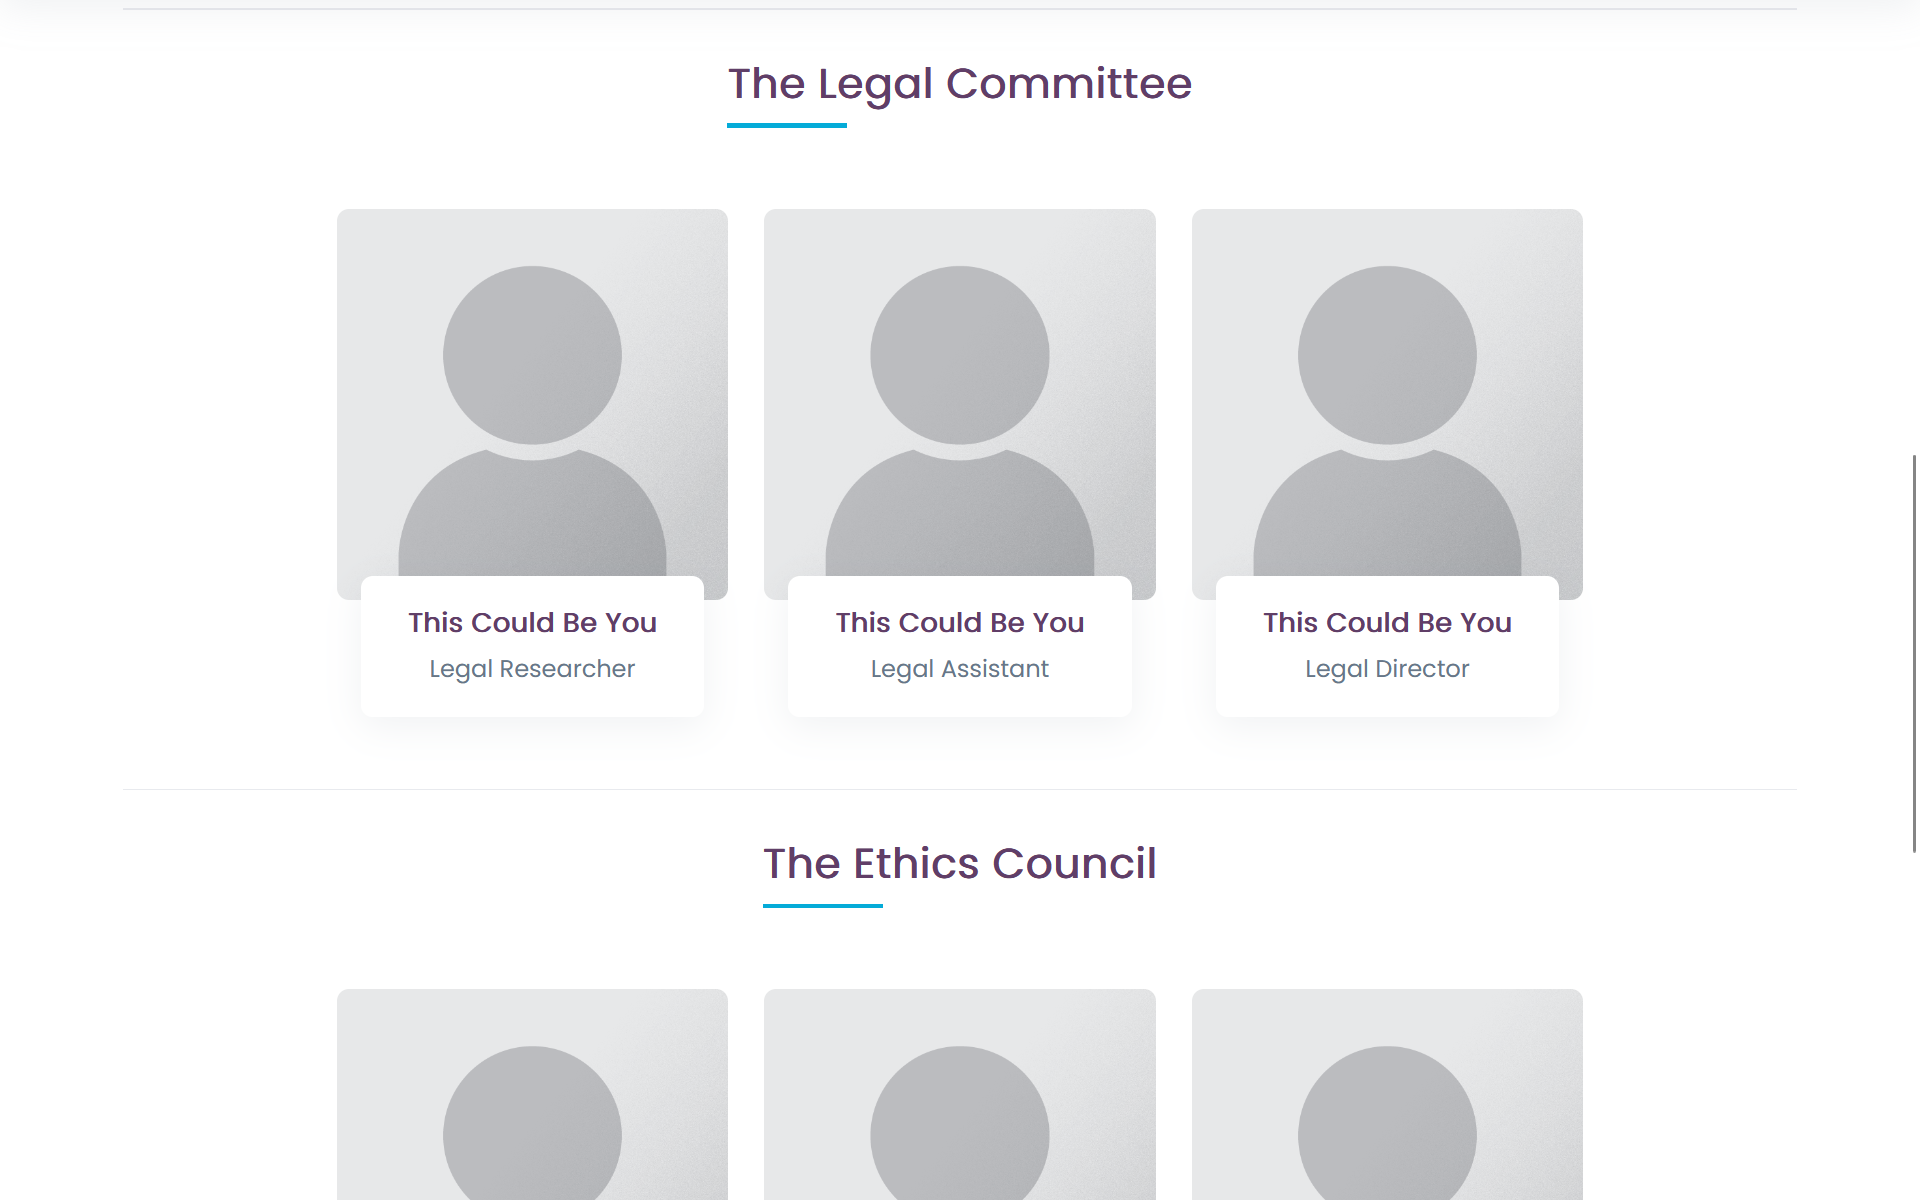 The Legal Committee
This Could Be You
Legal Researcher
This Could Be You
Legal Assistant
This Could Be You
Legal Director
The Ethics Council